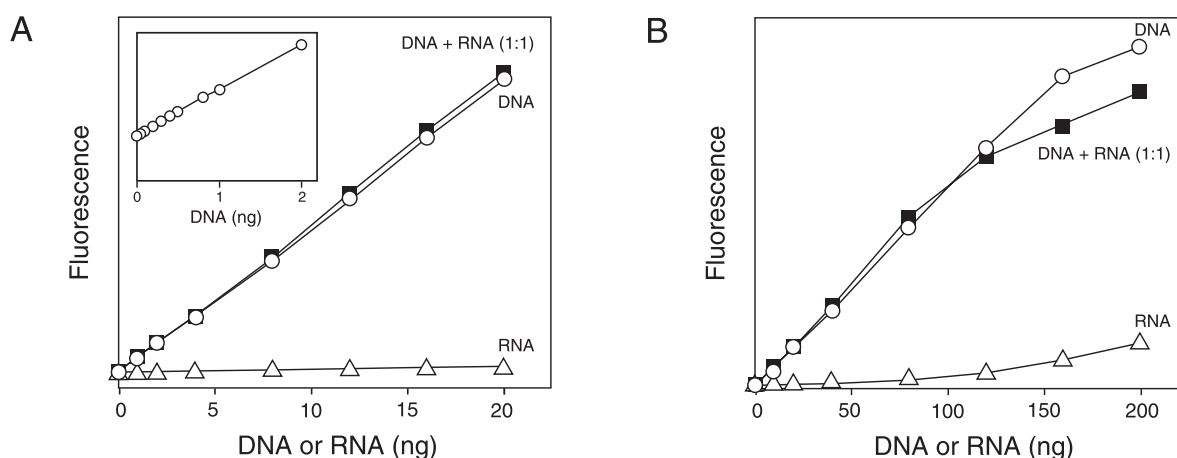 A
Fluorescence
DNA + RNA (1:1)
DNA
RNA
0 1 2
DNA (ng)
0 5 10 15 20
DNA or RNA (ng)
B
Fluorescence
DNA
DNA + RNA (1:1)
RNA
0 50 100 150 200
DNA or RNA (ng)